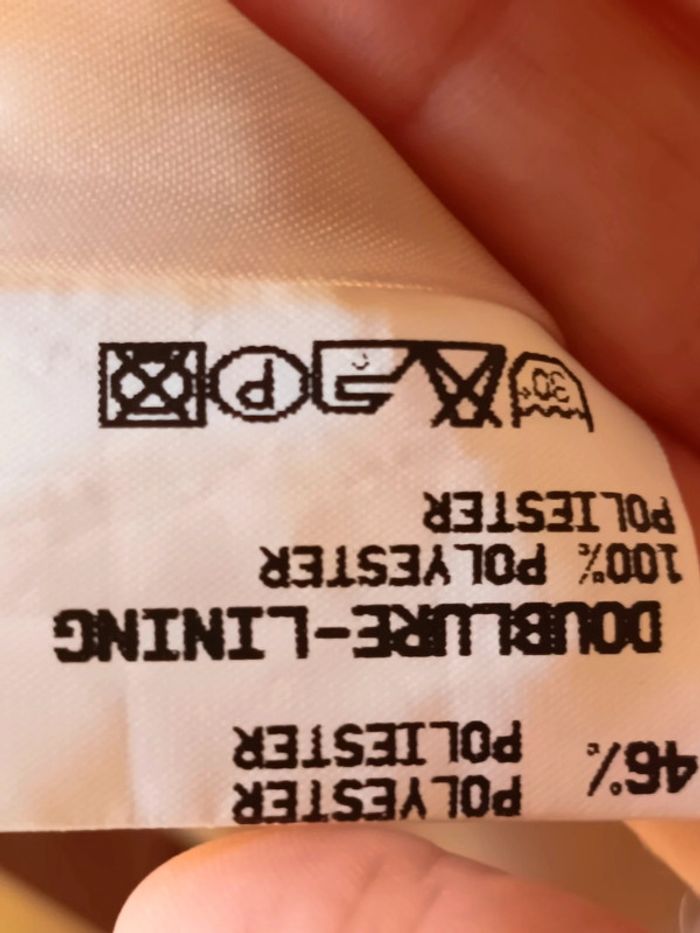 46% POLYESTER
POLIESTER
DOUBLURE-LINING
100% POLYESTER
POLIESTER
30° P